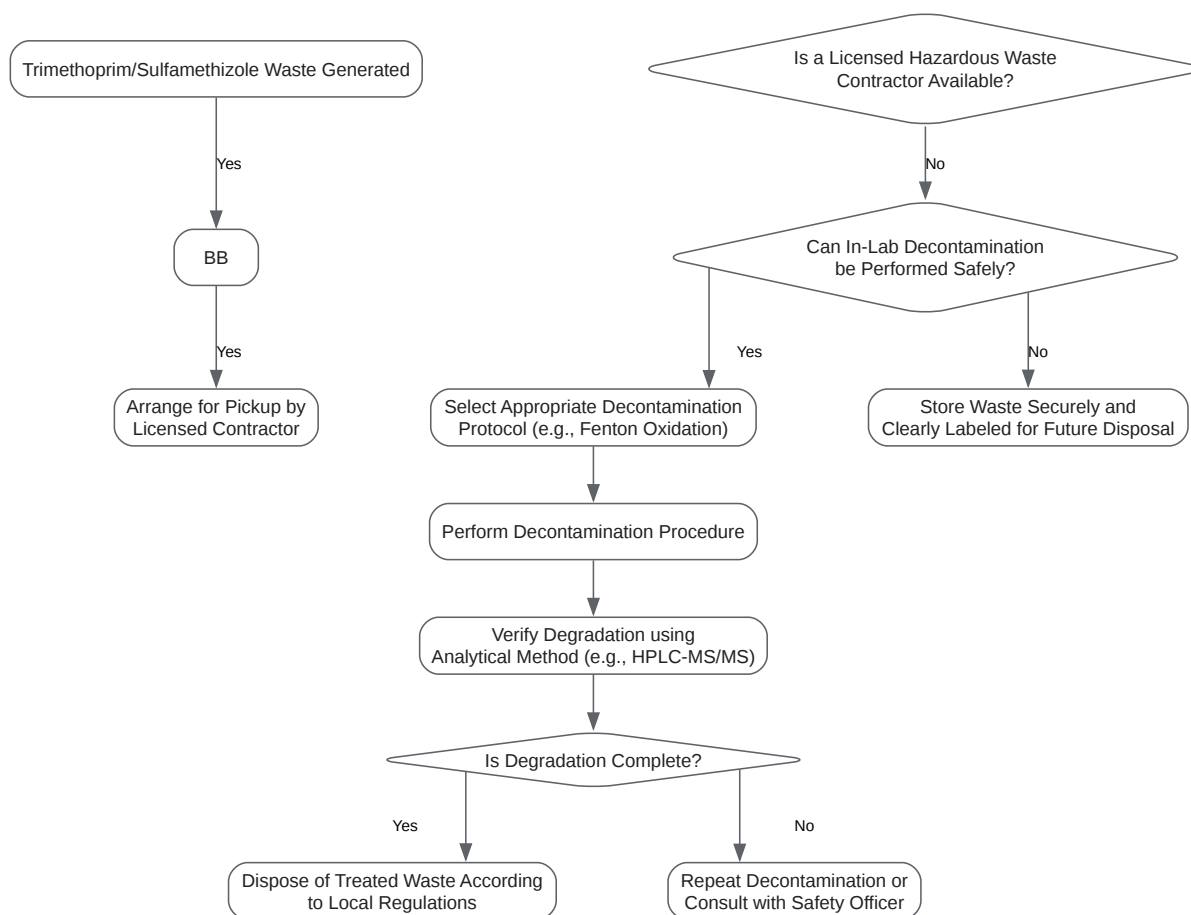 Trimethoprim/Sulfamethizole Waste Generated
Is a Licensed Hazardous Waste
Contractor Available?
Yes
No
BB
Can In-Lab Decontamination
be Performed Safely?
Yes
Yes
No
Arrange for Pickup by
Licensed Contractor
Select Appropriate Decontamination
Protocol (e.g., Fenton Oxidation)
Store Waste Securely and
Clearly Labeled for Future Disposal
Perform Decontamination Procedure
Verify Degradation using
Analytical Method (e.g., HPLC-MS/MS)
Is Degradation Complete?
Yes
No
Dispose of Treated Waste According
to Local Regulations
Repeat Decontamination or
Consult with Safety Officer